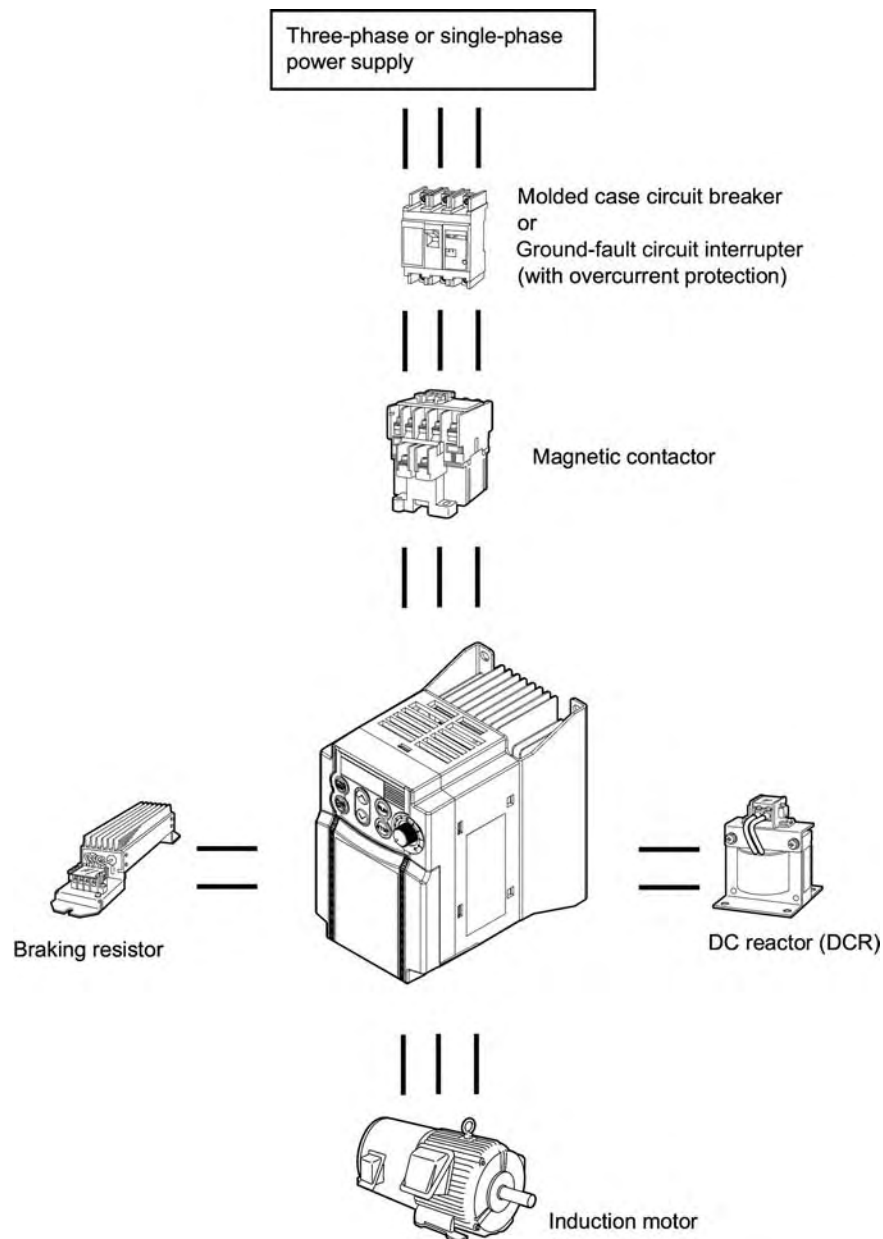 Three-phase or single-phase
power supply
Molded case circuit breaker
or
Ground-fault circuit interrupter
(with overcurrent protection)
Magnetic contactor
Braking resistor
DC reactor (DCR)
Induction motor